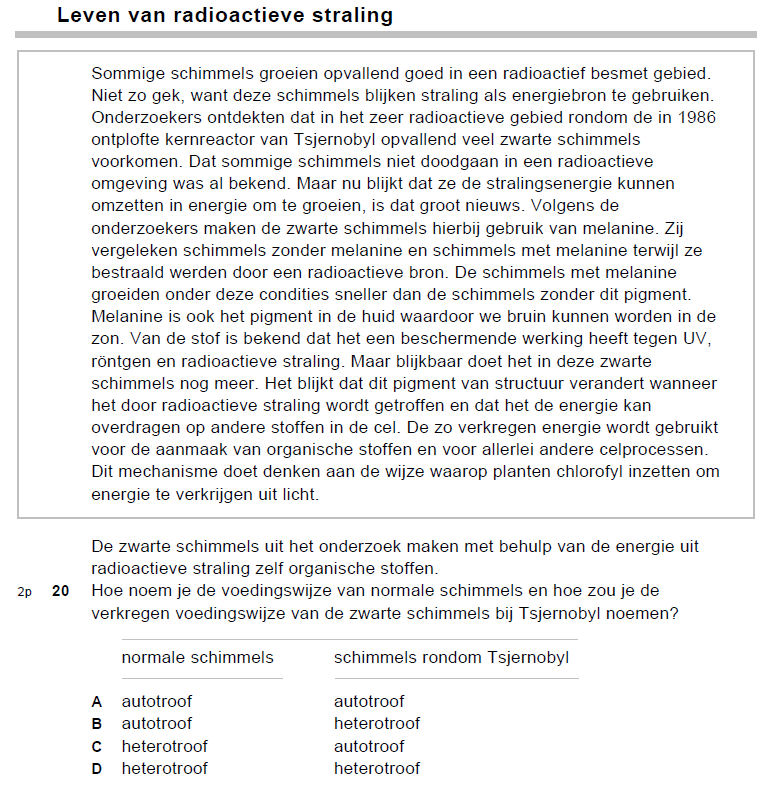 Leven van radioactieve straling
Sommige schimmels groeien opvallend goed in een radioactief besmet gebied.
Niet zo gek, want deze schimmels blijken straling als energiebron te gebruiken.
Onderzoekers ontdekten dat in het zeer radioactieve gebied rondom de in 1986
ontplofte kernreactor van Tsjernobyl opvallend veel zwarte schimmels
voorkomen. Dat sommige schimmels niet doodgaan in een radioactieve
omgeving was al bekend. Maar nu blijkt dat ze de stralingsenergie kunnen
omzetten in energie om te groeien, is dat groot nieuws. Volgens de
onderzoekers maken de zwarte schimmels hierbij gebruik van melanine. Zij
vergeleken schimmels zonder melanine en schimmels met melanine terwijl ze
bestraald werden door een radioactieve bron. De schimmels met melanine
groeiden onder deze condities sneller dan de schimmels zonder dit pigment.
Melanine is ook het pigment in de huid waardoor we bruin kunnen worden in de
zon. Van de stof is bekend dat het een beschermende werking heeft tegen UV,
röntgen en radioactieve straling. Maar blijkbaar doet het in deze zwarte
schimmels nog meer. Het blijkt dat dit pigment van structuur verandert wanneer
het door radioactieve straling wordt getroffen en dat het de energie kan
overdragen op andere stoffen in de cel. De zo verkregen energie wordt gebruikt
voor de aanmaak van organische stoffen en voor allerlei andere celprocessen.
Dit mechanisme doet denken aan de wijze waarop planten chlorofyl inzetten om
energie te verkrijgen uit licht.
De zwarte schimmels uit het onderzoek maken met behulp van de energie uit
radioactieve straling zelf organische stoffen.
2p 20 Hoe noem je de voedingswijze van normale schimmels en hoe zou je de
verkregen voedingswijze van de zwarte schimmels bij Tsjernobyl noemen?
normale schimmels schimmels rondom Tsjernobyl
A autotroof autotroof
B autotroof heterotroof
C heterotroof autotroof
D heterotroof heterotroof